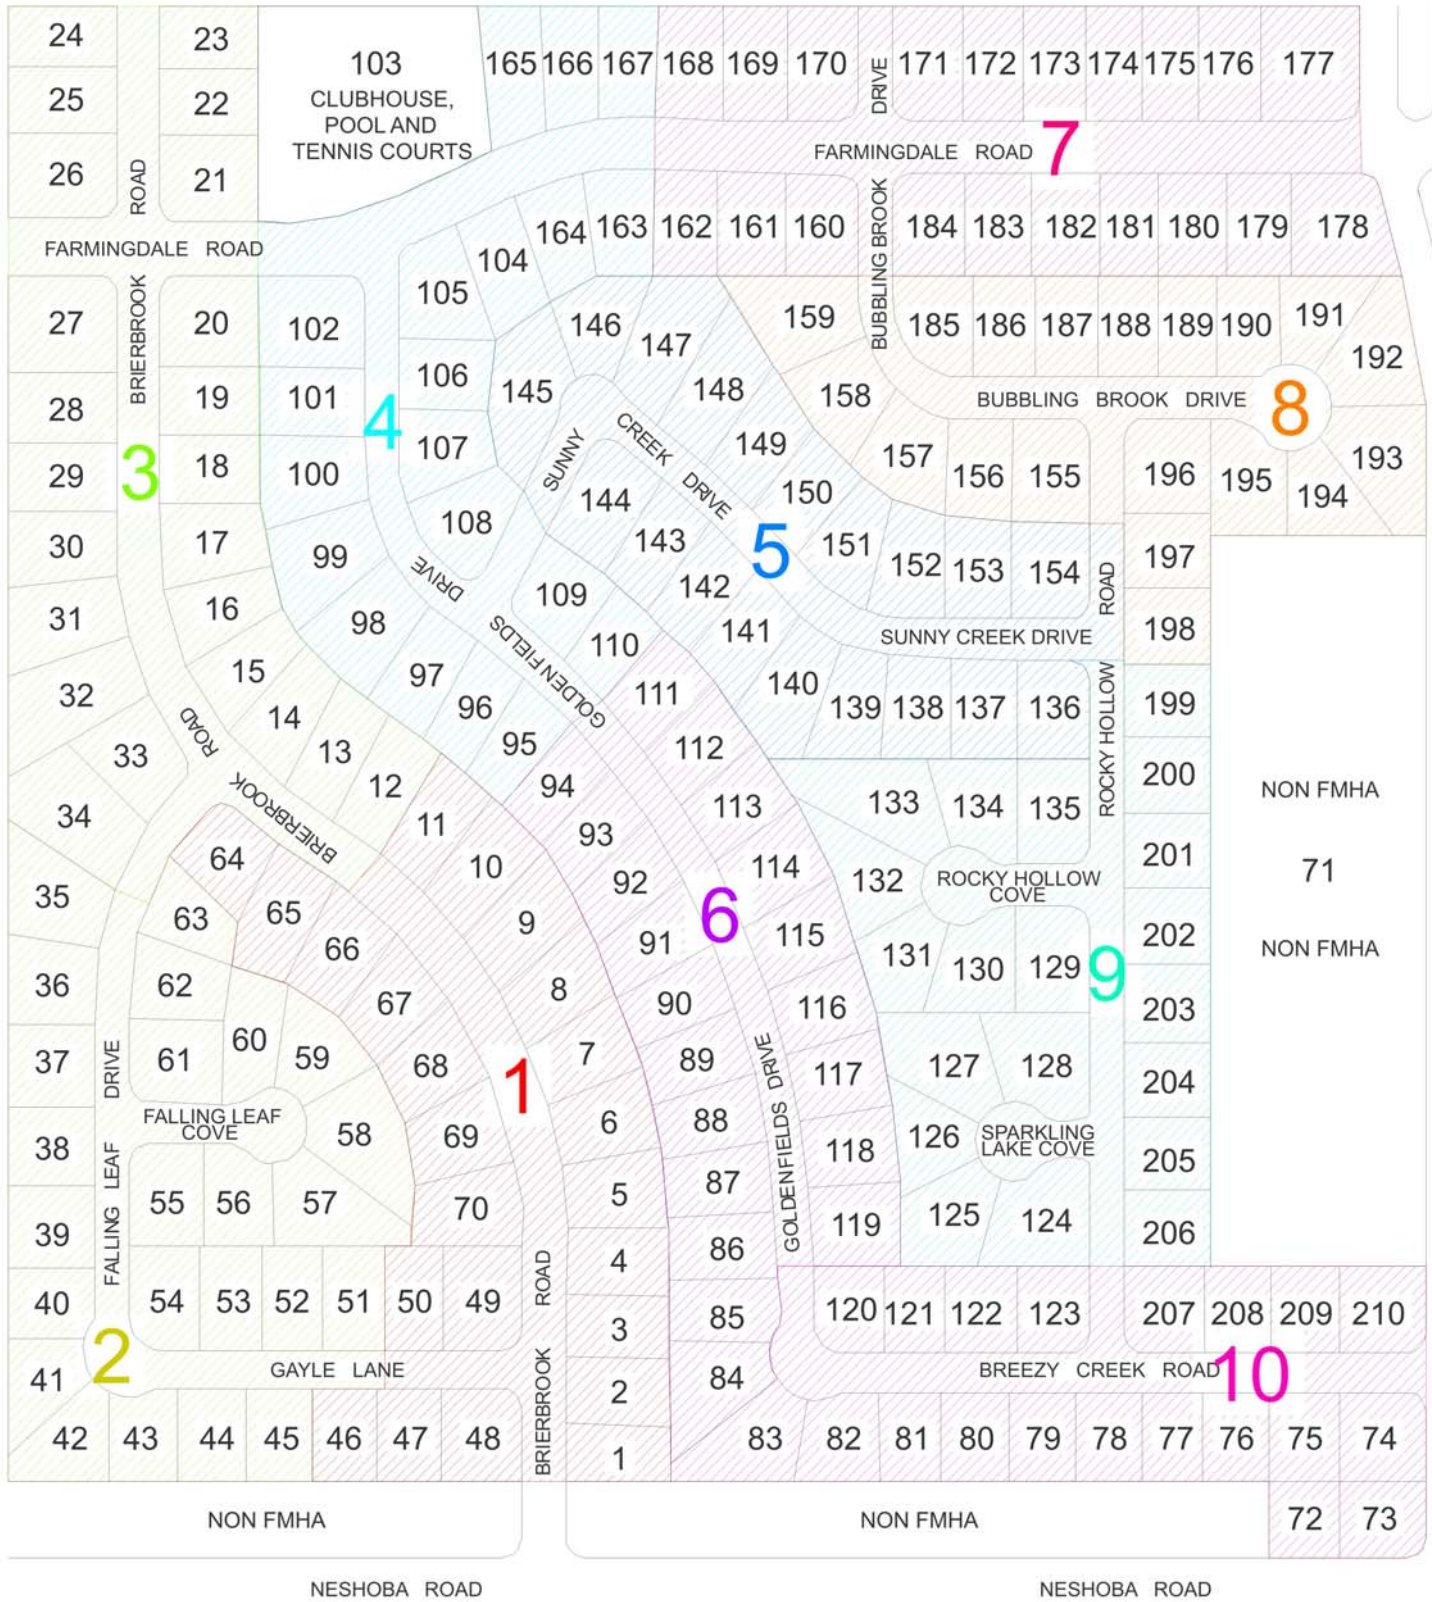 24 23 103 165 166 167 168 169 170 DRIVE 171 172 173 174 175 176 177
25 22 CLUBHOUSE,
POOL AND
TENNIS COURTS
26 ROAD 21
FARMINGDALE ROAD 7
164 163 162 161 160 BUBBLING BROOK 184 183 182 181 180 179 178
FARMINGDALE ROAD
104
105
27 BRIERBROOK 20 102 146 147 159 185 186 187 188 189 190 191
192
28 19 101 4 106 145 148 158 BUBBLING BROOK DRIVE 8
29 3 18 100 107 SUNNY CREEK DRIVE 149 157 156 155 196 195 194 193
144 150
30 17 99 108 143 5 151 152 153 154 ROAD 197
DRIVE
31 16 98 109 142 141 SUNNY CREEK DRIVE 198
GOLDENFIELDS 110
32 15 97 111 140 139 138 137 136 ROCKY HOLLOW 199
33 ROAD 14 96 112
13 95
34 BRIERBROOK 12 94 113 133 134 135 200 NON FMHA
11 93
64 10 92 114 132 ROCKY HOLLOW
COVE
201 71
35 63 65 9 6 115
66 91 131 130 129 9 202 NON FMHA
36 62 67 8 90 116 203
37 DRIVE 61 60 59 68 1 7 89 GOLDENFIELDS DRIVE 117 127 128 204
FALLING LEAF
COVE
58 69 6 88 118 126 SPARKLING
LAKE COVE
38 FALLING LEAF 205
55 56 57 70 5 87 119 125 124
39 4 86 206
40 54 53 52 51 50 49 ROAD 3 85 120 121 122 123 207 208 209 210
2 GAYLE LANE BREEZY CREEK ROAD 10
41 BRIERBROOK 2 84
42 43 44 45 46 47 48 1 83 82 81 80 79 78 77 76 75 74
NON FMHA NON FMHA 72 73
NESHOBA ROAD NESHOBA ROAD